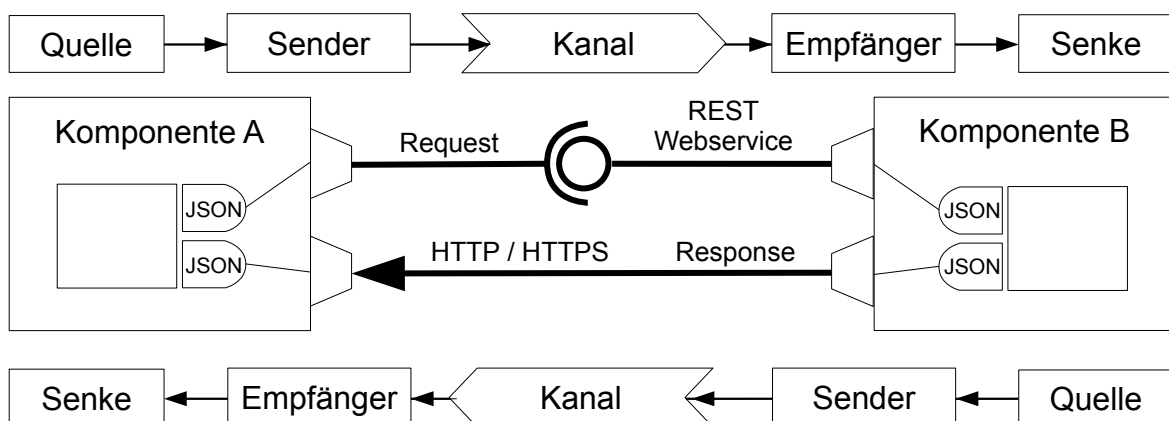 Quelle
Sender
Kanal
Empfänger
Senke
Komponente A
Request
REST
Webservice
Komponente B
JSON
JSON
JSON
JSON
HTTP / HTTPS
Response
Senke
Empfänger
Kanal
Sender
Quelle